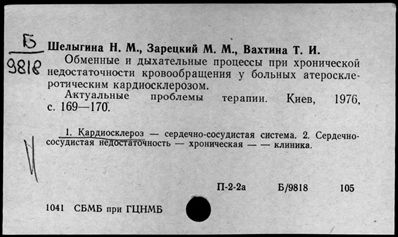 Б
9818
Шелыгина Н. М., Зарецкий М. М., Вахтина Т. И.
Обменные и дыхательные процессы при хронической
недостаточности кровообращения у больных атероскле-
ротическим кардиосклерозом.
Актуальные проблемы терапии. Киев, 1976,
с. 169—170.
1. Кардиосклероз — сердечно-сосудистая система. 2. Сердечно-
сосудистая недостаточность — хроническая — — клиника.
П-2-2а Б/9818 105
1041 СБМБ при ГЦНМБ